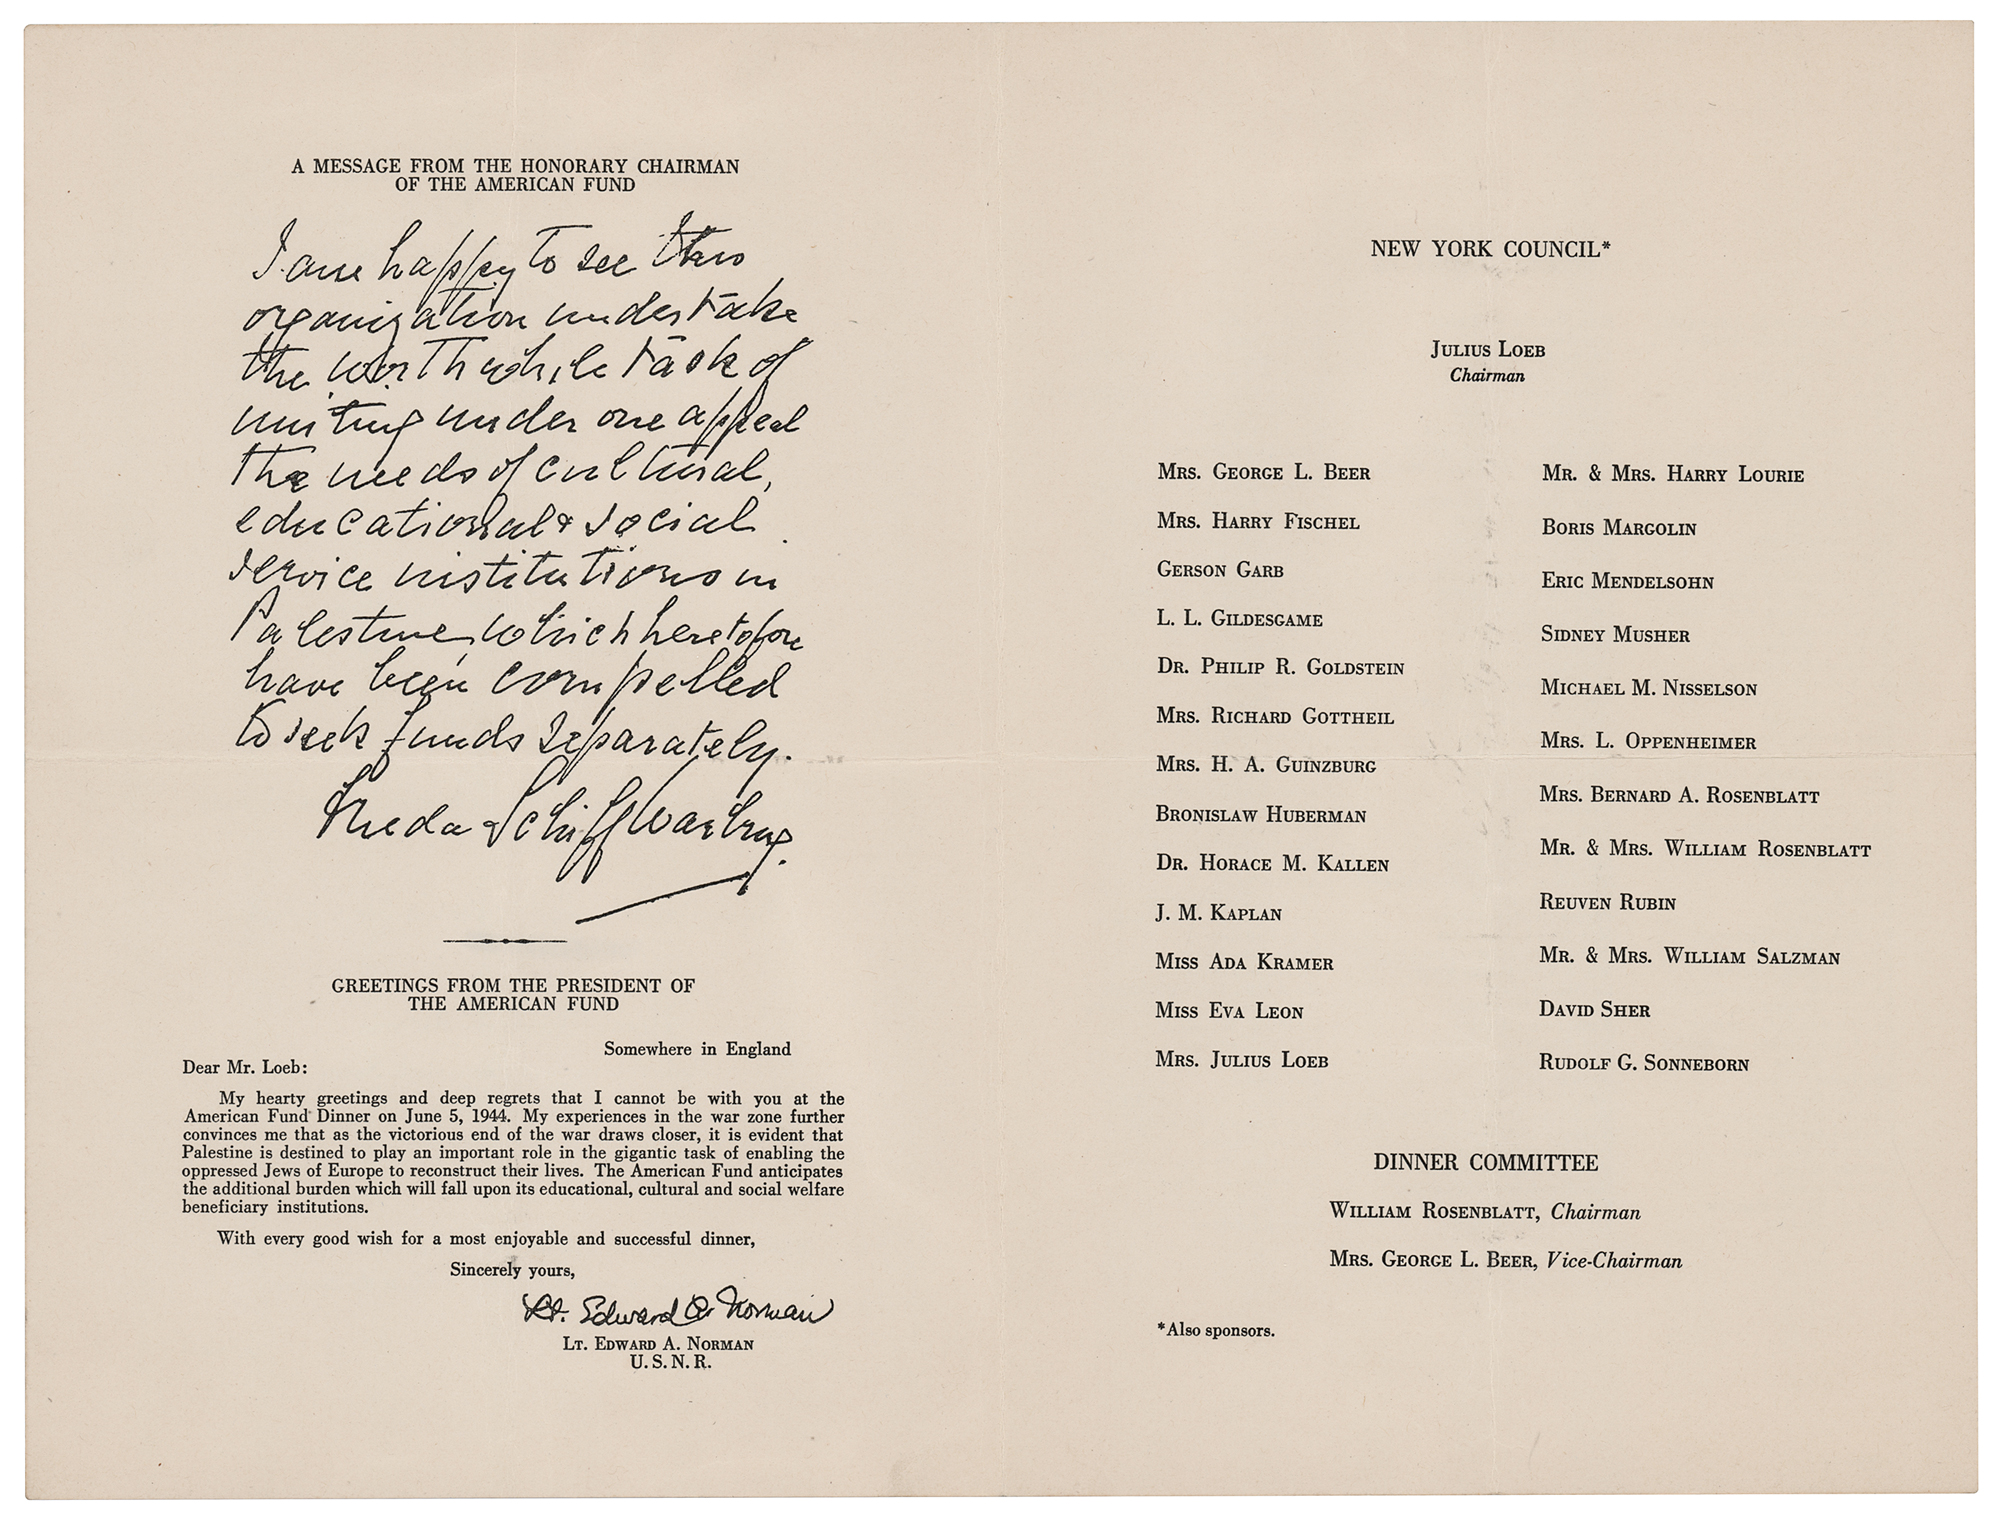 A MESSAGE FROM THE HONORARY CHAIRMAN
OF THE AMERICAN FUND
I am happy to see this
organization undertake
the worthwhile task of
uniting under one appeal
the needs of cultural,
educational & social
service institutions in
Palestine, which heretofore
have been compelled
to seek funds separately.
Frieda Schiff Warburg.
GREETINGS FROM THE PRESIDENT OF
THE AMERICAN FUND
Somewhere in England
Dear Mr. Loeb:
My hearty greetings and deep regrets that I cannot be with you at the
American Fund Dinner on June 5, 1944. My experiences in the war zone further
convinces me that as the victorious end of the war draws closer, it is evident that
Palestine is destined to play an important role in the gigantic task of enabling the
oppressed Jews of Europe to reconstruct their lives. The American Fund anticipates
the additional burden which will fall upon its educational, cultural and social welfare
beneficiary institutions.
With every good wish for a most enjoyable and successful dinner,
Sincerely yours,
Lt. Edward A. Norman
LT. EDWARD A. NORMAN
U.S.N.R.
NEW YORK COUNCIL*
JULIUS LOEB
Chairman
MRS. GEORGE L. BEER
MRS. HARRY FISCHEL
GERSON GARB
L. L. GILDESGAME
DR. PHILIP R. GOLDSTEIN
MRS. RICHARD GOTTHEIL
MRS. H. A. GUINZBURG
BRONISLAW HUBERMAN
DR. HORACE M. KALLEN
J. M. KAPLAN
MISS ADA KRAMER
MISS EVA LEON
MRS. JULIUS LOEB
MR. & MRS. HARRY LOURIE
BORIS MARGOLIN
ERIC MENDELSOHN
SIDNEY MUSHER
MICHAEL M. NISSELSON
MRS. L. OPPENHEIMER
MRS. BERNARD A. ROSENBLATT
MR. & MRS. WILLIAM ROSENBLATT
REUVEN RUBIN
MR. & MRS. WILLIAM SALZMAN
DAVID SHER
RUDOLF G. SONNEBORN
DINNER COMMITTEE
WILLIAM ROSENBLATT, Chairman
MRS. GEORGE L. BEER, Vice-Chairman
*Also sponsors.